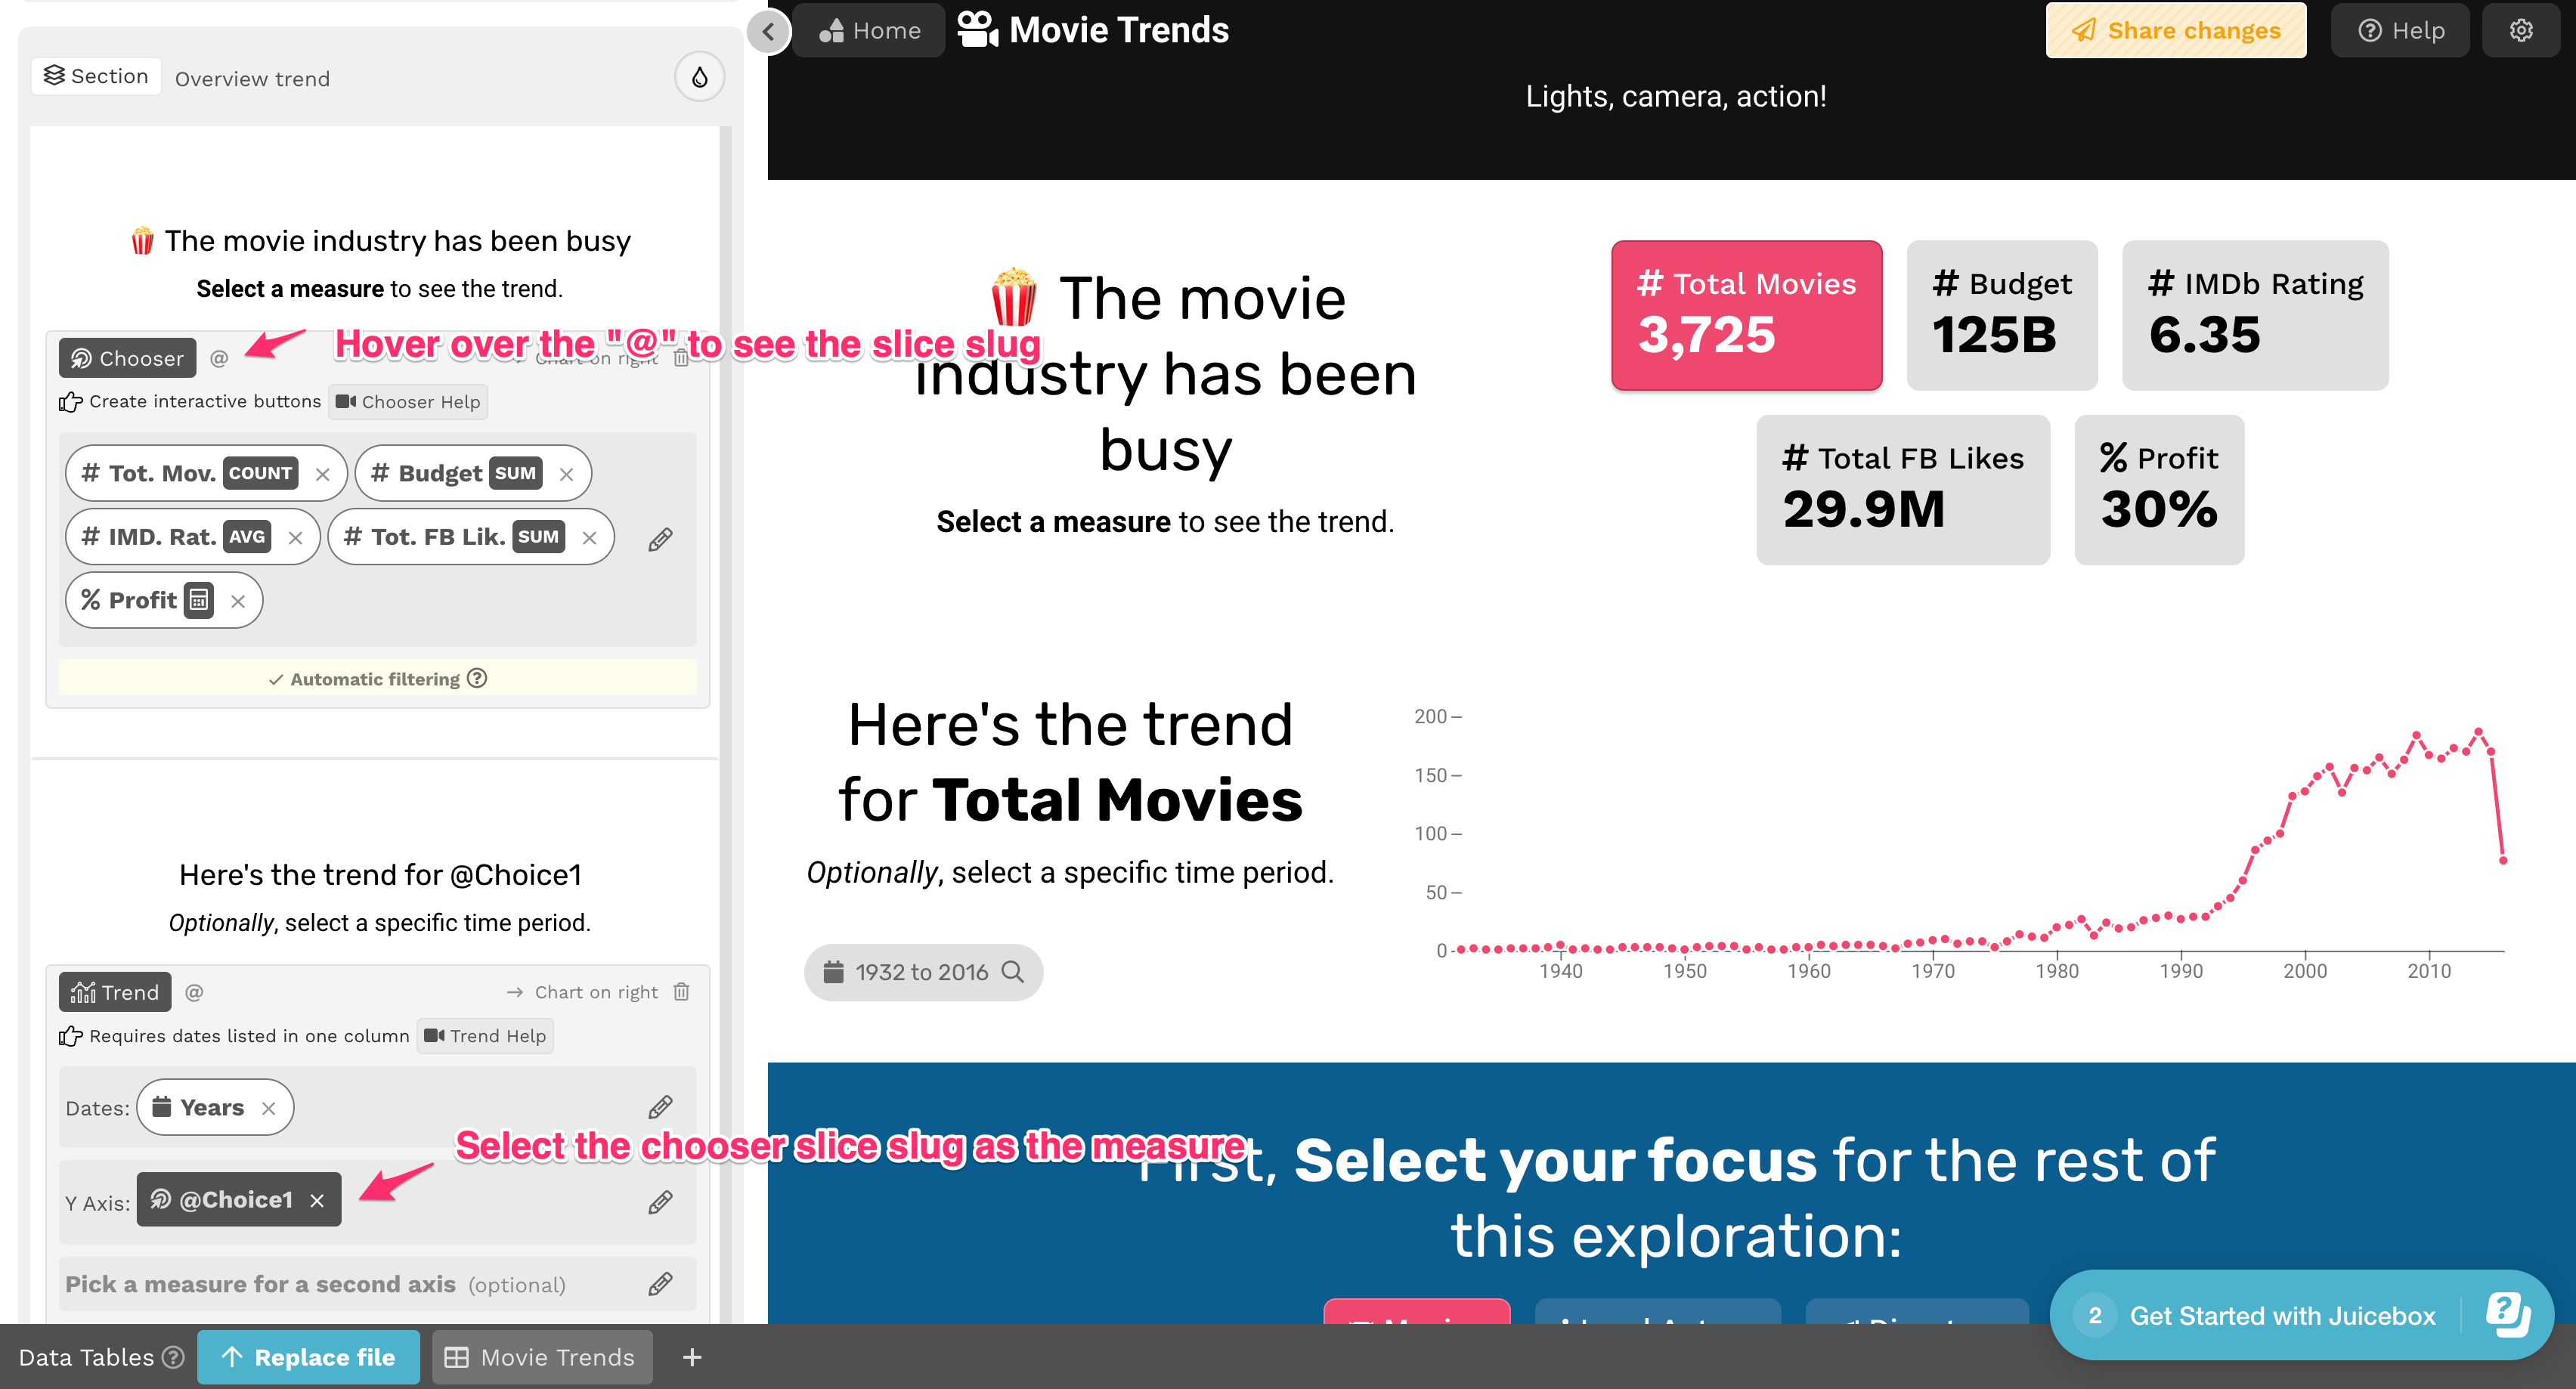 Section
Overview trend
🍿 The movie industry has been busy
Select a measure to see the trend.
Chooser @
Hover over the "@" to see the slice slug
Chart on right
Create interactive buttons
Chooser Help
# Tot. Mov. COUNT ×
# Budget SUM ×
# IMD. Rat. AVG ×
# Tot. FB Lik. SUM ×
% Profit ×
✓ Automatic filtering ?
Here's the trend for @Choice1
Optionally, select a specific time period.
Trend @
→ Chart on right
Requires dates listed in one column
Trend Help
Dates: Years ×
Select the chooser slice slug as the measure
Y Axis: @Choice1 ×
Pick a measure for a second axis (optional)
Home
Movie Trends
Share changes
? Help
Lights, camera, action!
🍿 The movie
industry has been
busy
Select a measure to see the trend.
# Total Movies
3,725
# Budget
125B
# IMDb Rating
6.35
# Total FB Likes
29.9M
% Profit
30%
Here's the trend
for Total Movies
Optionally, select a specific time period.
1932 to 2016
200
150
100
50
0
1940 1950 1960 1970 1980 1990 2000 2010
First, Select your focus for the rest of
this exploration:
2 Get Started with Juicebox ?
Data Tables ?
↑ Replace file
Movie Trends
+